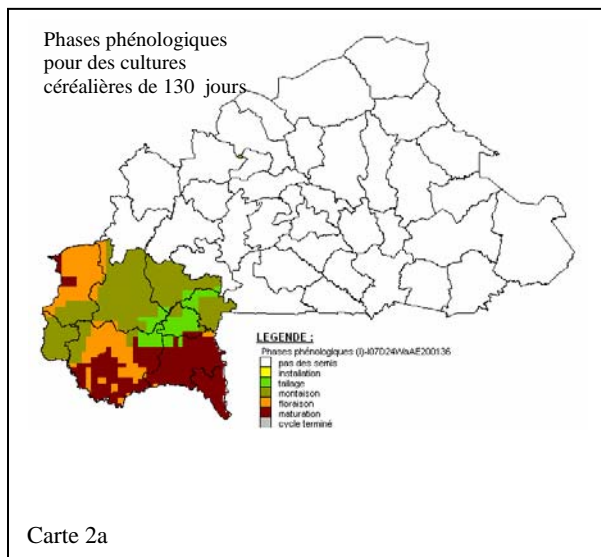 Phases phénologiques
pour des cultures
céréalières de 130 jours
LEGENDE :
Phases phénologiques
pas des semis
installation
tallage
montaison
floraison
maturation
cycle terminé
Carte 2a